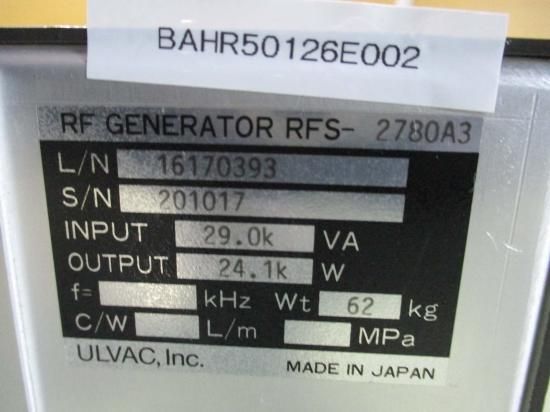 BAHR50126E002
RF GENERATOR RFS- 2780A3
L/N 16170393
S/N 201017
INPUT 29.0k VA
OUTPUT 24.1k W
f= kHz Wt 62 kg
C/W L/m MPa
ULVAC, Inc. MADE IN JAPAN